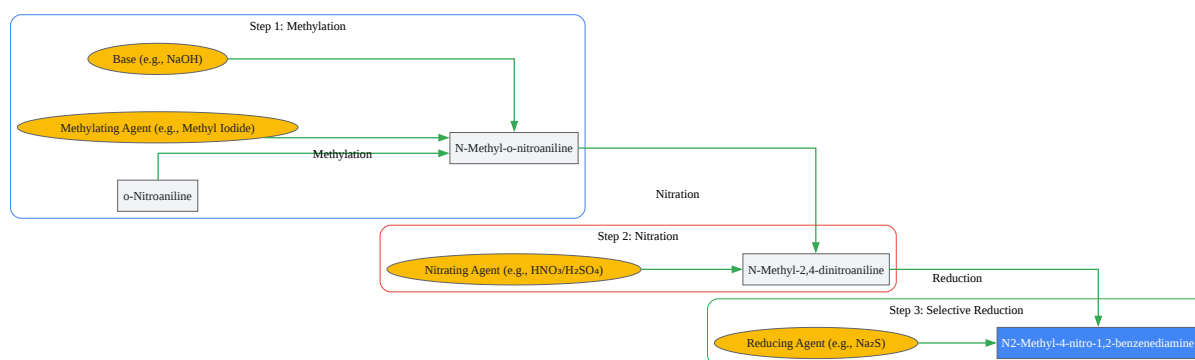 Step 1: Methylation
Base (e.g., NaOH)
Methylating Agent (e.g., Methyl Iodide)
Methylation
N-Methyl-o-nitroaniline
o-Nitroaniline
Nitration
Step 2: Nitration
Nitrating Agent (e.g., HNO₃/H₂SO₄)
N-Methyl-2,4-dinitroaniline
Reduction
Step 3: Selective Reduction
Reducing Agent (e.g., Na₂S)
N2-Methyl-4-nitro-1,2-benzenediamine